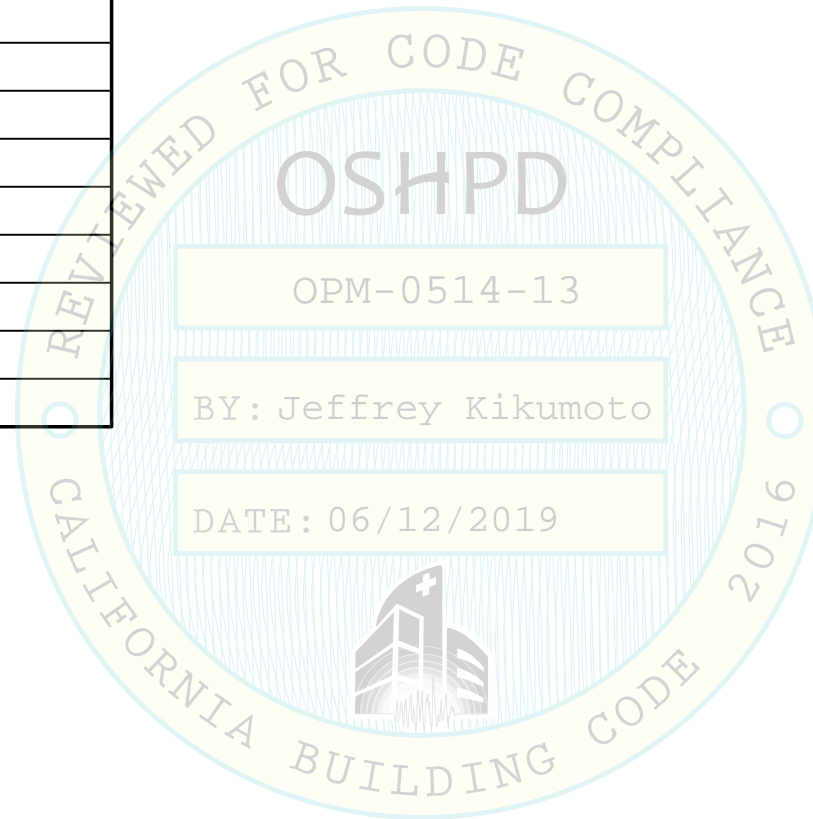 REVIEWED FOR CODE COMPLIANCE
OSHPD
OPM-0514-13
BY: Jeffrey Kikumoto
DATE: 06/12/2019
CALIFORNIA BUILDING CODE 2016